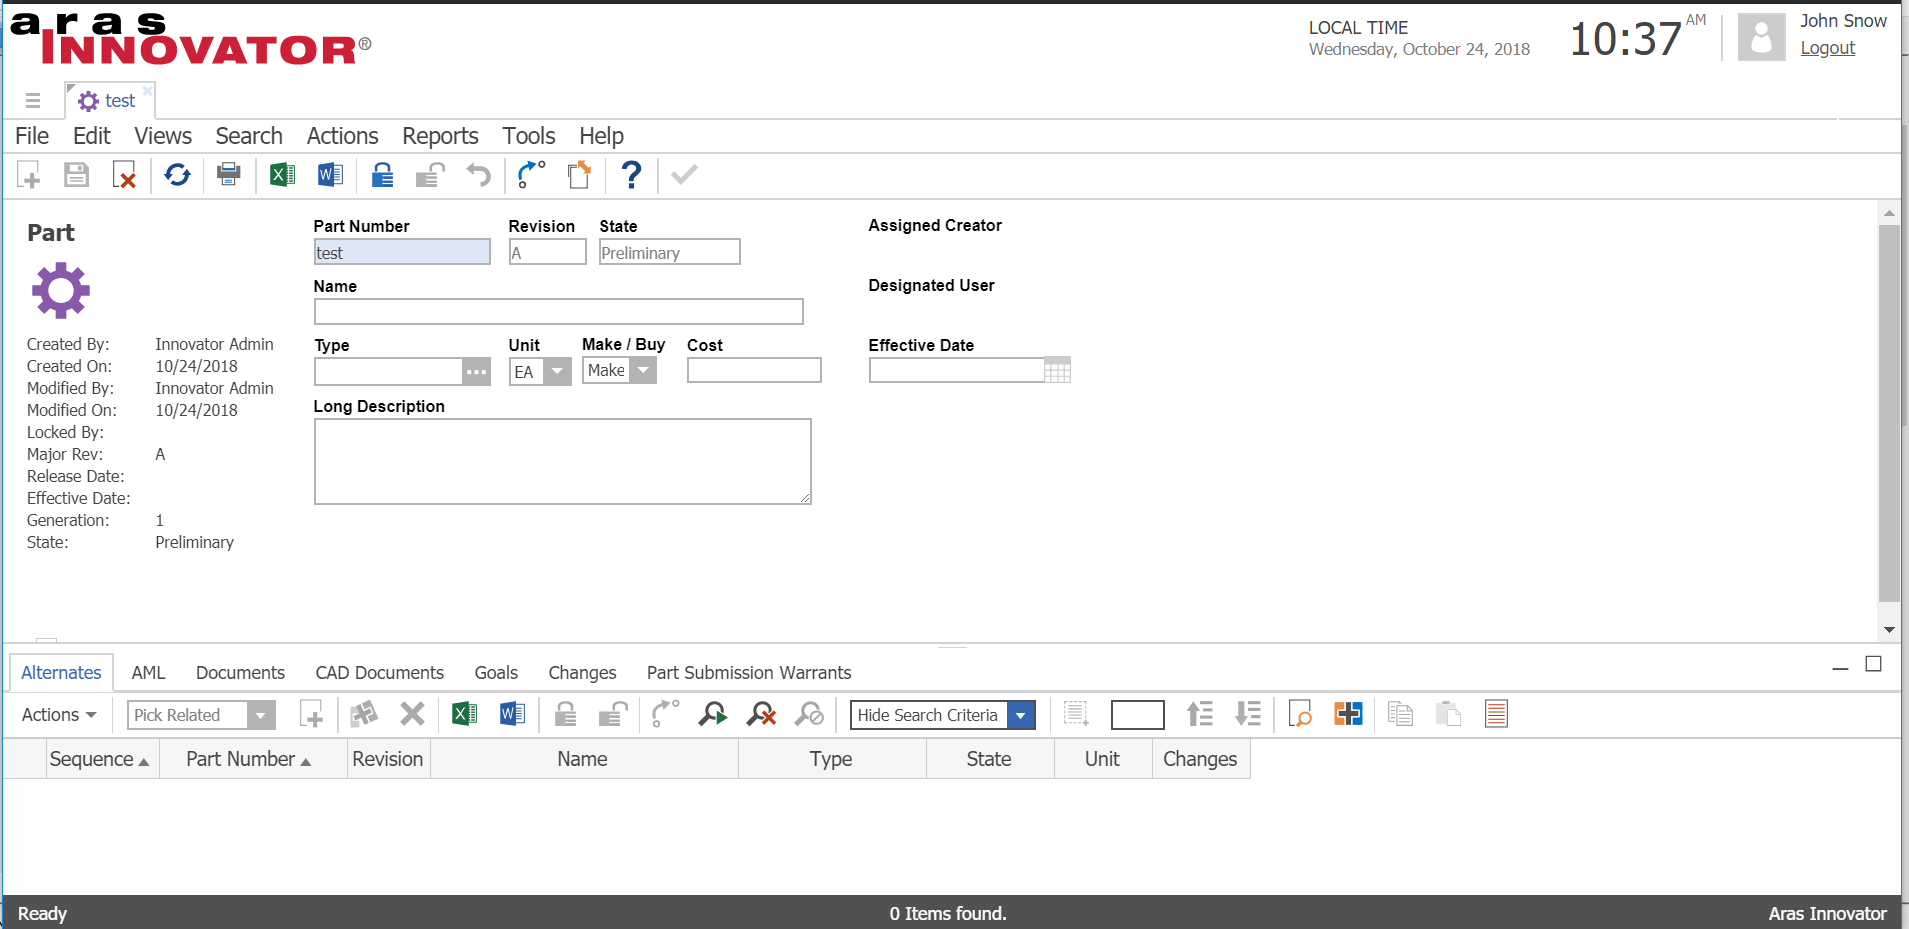 aras
INNOVATOR®
LOCAL TIME
Wednesday, October 24, 2018
10:37 AM
John Snow
Logout
test
File Edit Views Search Actions Reports Tools Help
Part
Part Number Revision State Assigned Creator
test A Preliminary
Name Designated User
Type Unit Make / Buy Cost Effective Date
EA Make
Long Description
Created By: Innovator Admin
Created On: 10/24/2018
Modified By: Innovator Admin
Modified On: 10/24/2018
Locked By:
Major Rev: A
Release Date:
Effective Date:
Generation: 1
State: Preliminary
Alternates AML Documents CAD Documents Goals Changes Part Submission Warrants
Actions Pick Related Hide Search Criteria
Sequence Part Number Revision Name Type State Unit Changes
Ready 0 Items found. Aras Innovator